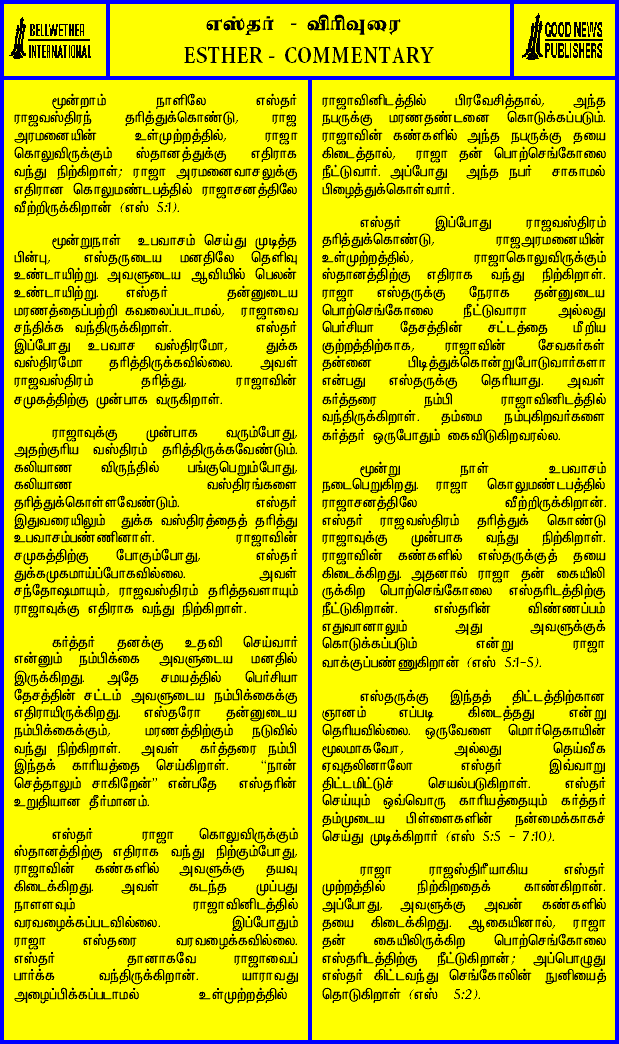 BELLWETHER
INTERNATIONAL
எஸ்தர் - விரிவுரை
ESTHER - COMMENTARY
GOOD NEWS
PUBLISHERS
மூன்றாம் நாளிலே எஸ்தர்
ராஜவஸ்திரந் தரித்துக்கொண்டு, ராஜ
அரமனையின் உள்முற்றத்தில், ராஜா
கொலுவிருக்கும் ஸ்தானத்துக்கு எதிராக
வந்து நிற்கிறாள்; ராஜா அரமனைவாசலுக்கு
எதிரான கொலுமண்டபத்தில் ராஜாசனத்திலே
வீற்றிருக்கிறான் (எஸ் 5:1).
மூன்றுநாள் உபவாசம் செய்து முடித்த
பின்பு, எஸ்தருடைய மனதிலே தெளிவு
உண்டாயிற்று. அவளுடைய ஆவியில் பெலன்
உண்டாயிற்று. எஸ்தர் தன்னுடைய
மரணத்தைப்பற்றி கவலைப்படாமல், ராஜாவை
சந்திக்க வந்திருக்கிறாள். எஸ்தர்
இப்போது உபவாச வஸ்திரமோ, துக்க
வஸ்திரமோ தரித்திருக்கவில்லை. அவள்
ராஜவஸ்திரம் தரித்து, ராஜாவின்
சமுகத்திற்கு முன்பாக வருகிறாள்.
ராஜாவுக்கு முன்பாக வரும்போது,
அதற்குரிய வஸ்திரம் தரித்திருக்கவேண்டும்.
கலியாண விருந்தில் பங்குபெறும்போது,
கலியாண வஸ்திரங்களை
தரித்துக்கொள்ளவேண்டும். எஸ்தர்
இதுவரையிலும் துக்க வஸ்திரத்தைத் தரித்து
உபவாசம்பண்ணினாள். ராஜாவின்
சமுகத்திற்கு போகும்போது, எஸ்தர்
துக்கமுகமாய்ப்போகவில்லை. அவள்
சந்தோஷமாயும், ராஜவஸ்திரம் தரித்தவளாயும்
ராஜாவுக்கு எதிராக வந்து நிற்கிறாள்.
கர்த்தர் தனக்கு உதவி செய்வார்
என்னும் நம்பிக்கை அவளுடைய மனதில்
இருக்கிறது. அதே சமயத்தில் பெர்சியா
தேசத்தின் சட்டம் அவளுடைய நம்பிக்கைக்கு
எதிராயிருக்கிறது. எஸ்தரோ தன்னுடைய
நம்பிக்கைக்கும், மரணத்திற்கும் நடுவில்
வந்து நிற்கிறாள். அவள் கர்த்தரை நம்பி
இந்தக் காரியத்தை செய்கிறாள். “நான்
செத்தாலும் சாகிறேன்” என்பதே எஸ்தரின்
உறுதியான தீர்மானம்.
எஸ்தர் ராஜா கொலுவிருக்கும்
ஸ்தானத்திற்கு எதிராக வந்து நிற்கும்போது,
ராஜாவின் கண்களில் அவளுக்கு தயவு
கிடைக்கிறது. அவள் கடந்த முப்பது
நாளளவும் ராஜாவினிடத்தில்
வரவழைக்கப்படவில்லை. இப்போதும்
ராஜா எஸ்தரை வரவழைக்கவில்லை.
எஸ்தர் தானாகவே ராஜாவைப்
பார்க்க வந்திருக்கிறாள். யாராவது
அழைப்பிக்கப்படாமல் உள்முற்றத்தில்
ராஜாவினிடத்தில் பிரவேசித்தால், அந்த
நபருக்கு மரணதண்டனை கொடுக்கப்படும்.
ராஜாவின் கண்களில் அந்த நபருக்கு தயை
கிடைத்தால், ராஜா தன் பொற்செங்கோலை
நீட்டுவார். அப்போது அந்த நபர் சாகாமல்
பிழைத்துக்கொள்வார்.
எஸ்தர் இப்போது ராஜவஸ்திரம்
தரித்துக்கொண்டு, ராஜஅரமனையின்
உள்முற்றத்தில், ராஜாகொலுவிருக்கும்
ஸ்தானத்திற்கு எதிராக வந்து நிற்கிறாள்.
ராஜா எஸ்தருக்கு நேராக தன்னுடைய
பொற்செங்கோலை நீட்டுவாரா அல்லது
பெர்சியா தேசத்தின் சட்டத்தை மீறிய
குற்றத்திற்காக, ராஜாவின் சேவகர்கள்
தன்னை பிடித்துக்கொன்றுபோடுவார்களா
என்பது எஸ்தருக்கு தெரியாது. அவள்
கர்த்தரை நம்பி ராஜாவினிடத்தில்
வந்திருக்கிறாள். தம்மை நம்புகிறவர்களை
கர்த்தர் ஒருபோதும் கைவிடுகிறவரல்ல.
மூன்று நாள் உபவாசம்
நடைபெறுகிறது. ராஜா கொலுமண்டபத்தில்
ராஜாசனத்திலே வீற்றிருக்கிறான்.
எஸ்தர் ராஜவஸ்திரம் தரித்துக் கொண்டு
ராஜாவுக்கு முன்பாக வந்து நிற்கிறாள்.
ராஜாவின் கண்களில் எஸ்தருக்குத் தயை
கிடைக்கிறது. அதனால் ராஜா தன் கையிலி
ருக்கிற பொற்செங்கோலை எஸ்தரிடத்திற்கு
நீட்டுகிறான். எஸ்தரின் விண்ணப்பம்
எதுவானாலும் அது அவளுக்குக்
கொடுக்கப்படும் என்று ராஜா
வாக்குப்பண்ணுகிறான் (எஸ் 5:1-5).
எஸ்தருக்கு இந்தத் திட்டத்திற்கான
ஞானம் எப்படி கிடைத்தது என்று
தெரியவில்லை. ஒருவேளை மொர்தெகாயின்
மூலமாகவோ, அல்லது தெய்வீக
ஏவுதலினாலோ எஸ்தர் இவ்வாறு
திட்டமிட்டுச் செயல்படுகிறாள். எஸ்தர்
செய்யும் ஒவ்வொரு காரியத்தையும் கர்த்தர்
தம்முடைய பிள்ளைகளின் நன்மைக்காகச்
செய்து முடிக்கிறார் (எஸ் 5:5 - 7:10).
ராஜா ராஜஸ்திரீயாகிய எஸ்தர்
முற்றத்தில் நிற்கிறதைக் காண்கிறான்.
அப்போது, அவளுக்கு அவன் கண்களில்
தயை கிடைக்கிறது. ஆகையினால், ராஜா
தன் கையிலிருக்கிற பொற்செங்கோலை
எஸ்தரிடத்திற்கு நீட்டுகிறான்; அப்பொழுது
எஸ்தர் கிட்டவந்து செங்கோலின் நுனியைத்
தொடுகிறாள் (எஸ் 5:2).